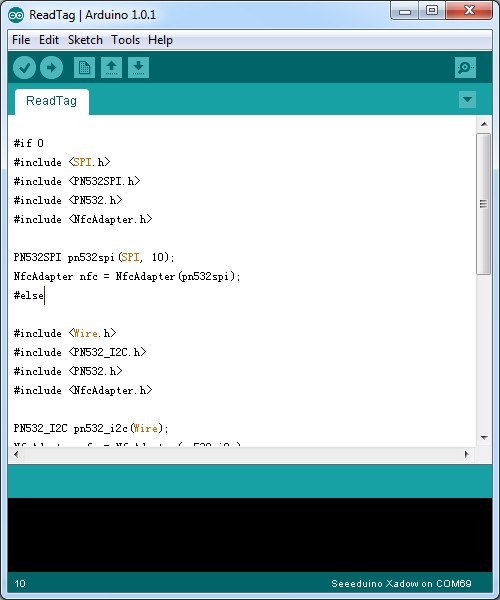 ReadTag | Arduino 1.0.1
File Edit Sketch Tools Help
ReadTag
#if 0
#include <SPI.h>
#include <PN532SPI.h>
#include <PN532.h>
#include <NfcAdapter.h>
PN532SPI pn532spi(SPI, 10);
NfcAdapter nfc = NfcAdapter(pn532spi);
#else
#include <Wire.h>
#include <PN532_I2C.h>
#include <PN532.h>
#include <NfcAdapter.h>
PN532_I2C pn532_i2c(Wire);
10 Seeeduino Xadow on COM69